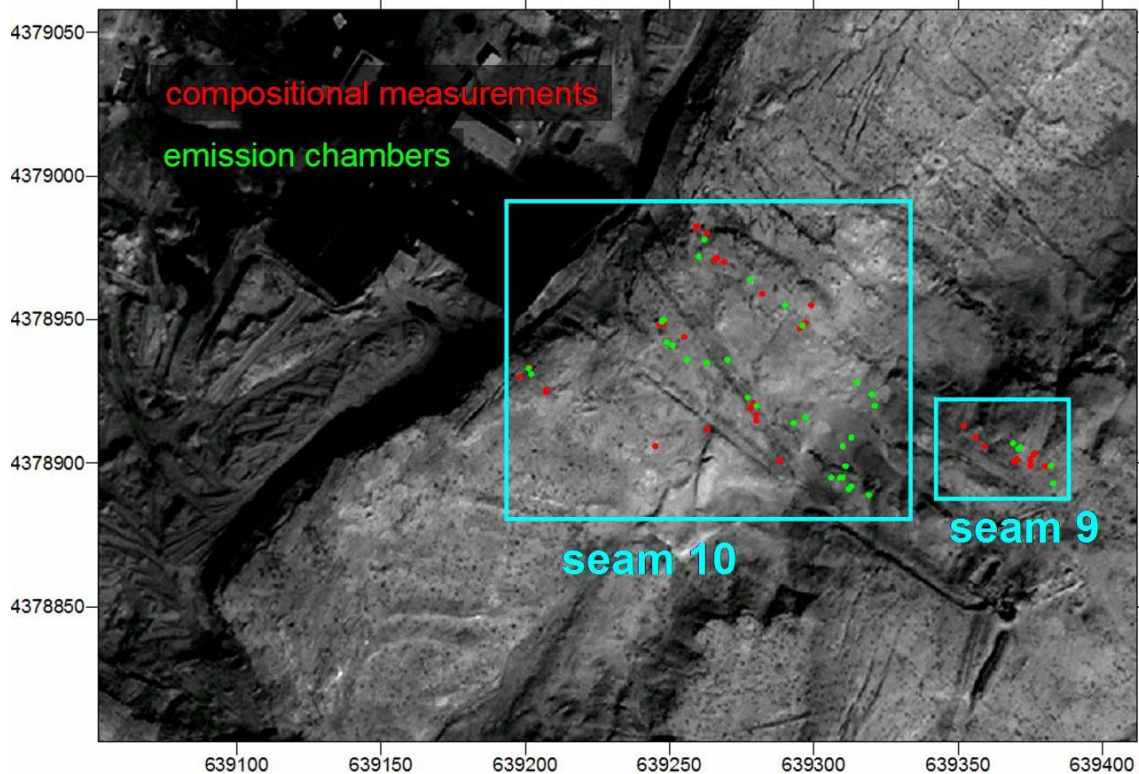 4379050
compositional measurements
emission chambers
4379000
4378950
4378900
seam 9
seam 10
4378850
639100 639150 639200 639250 639300 639350 639400